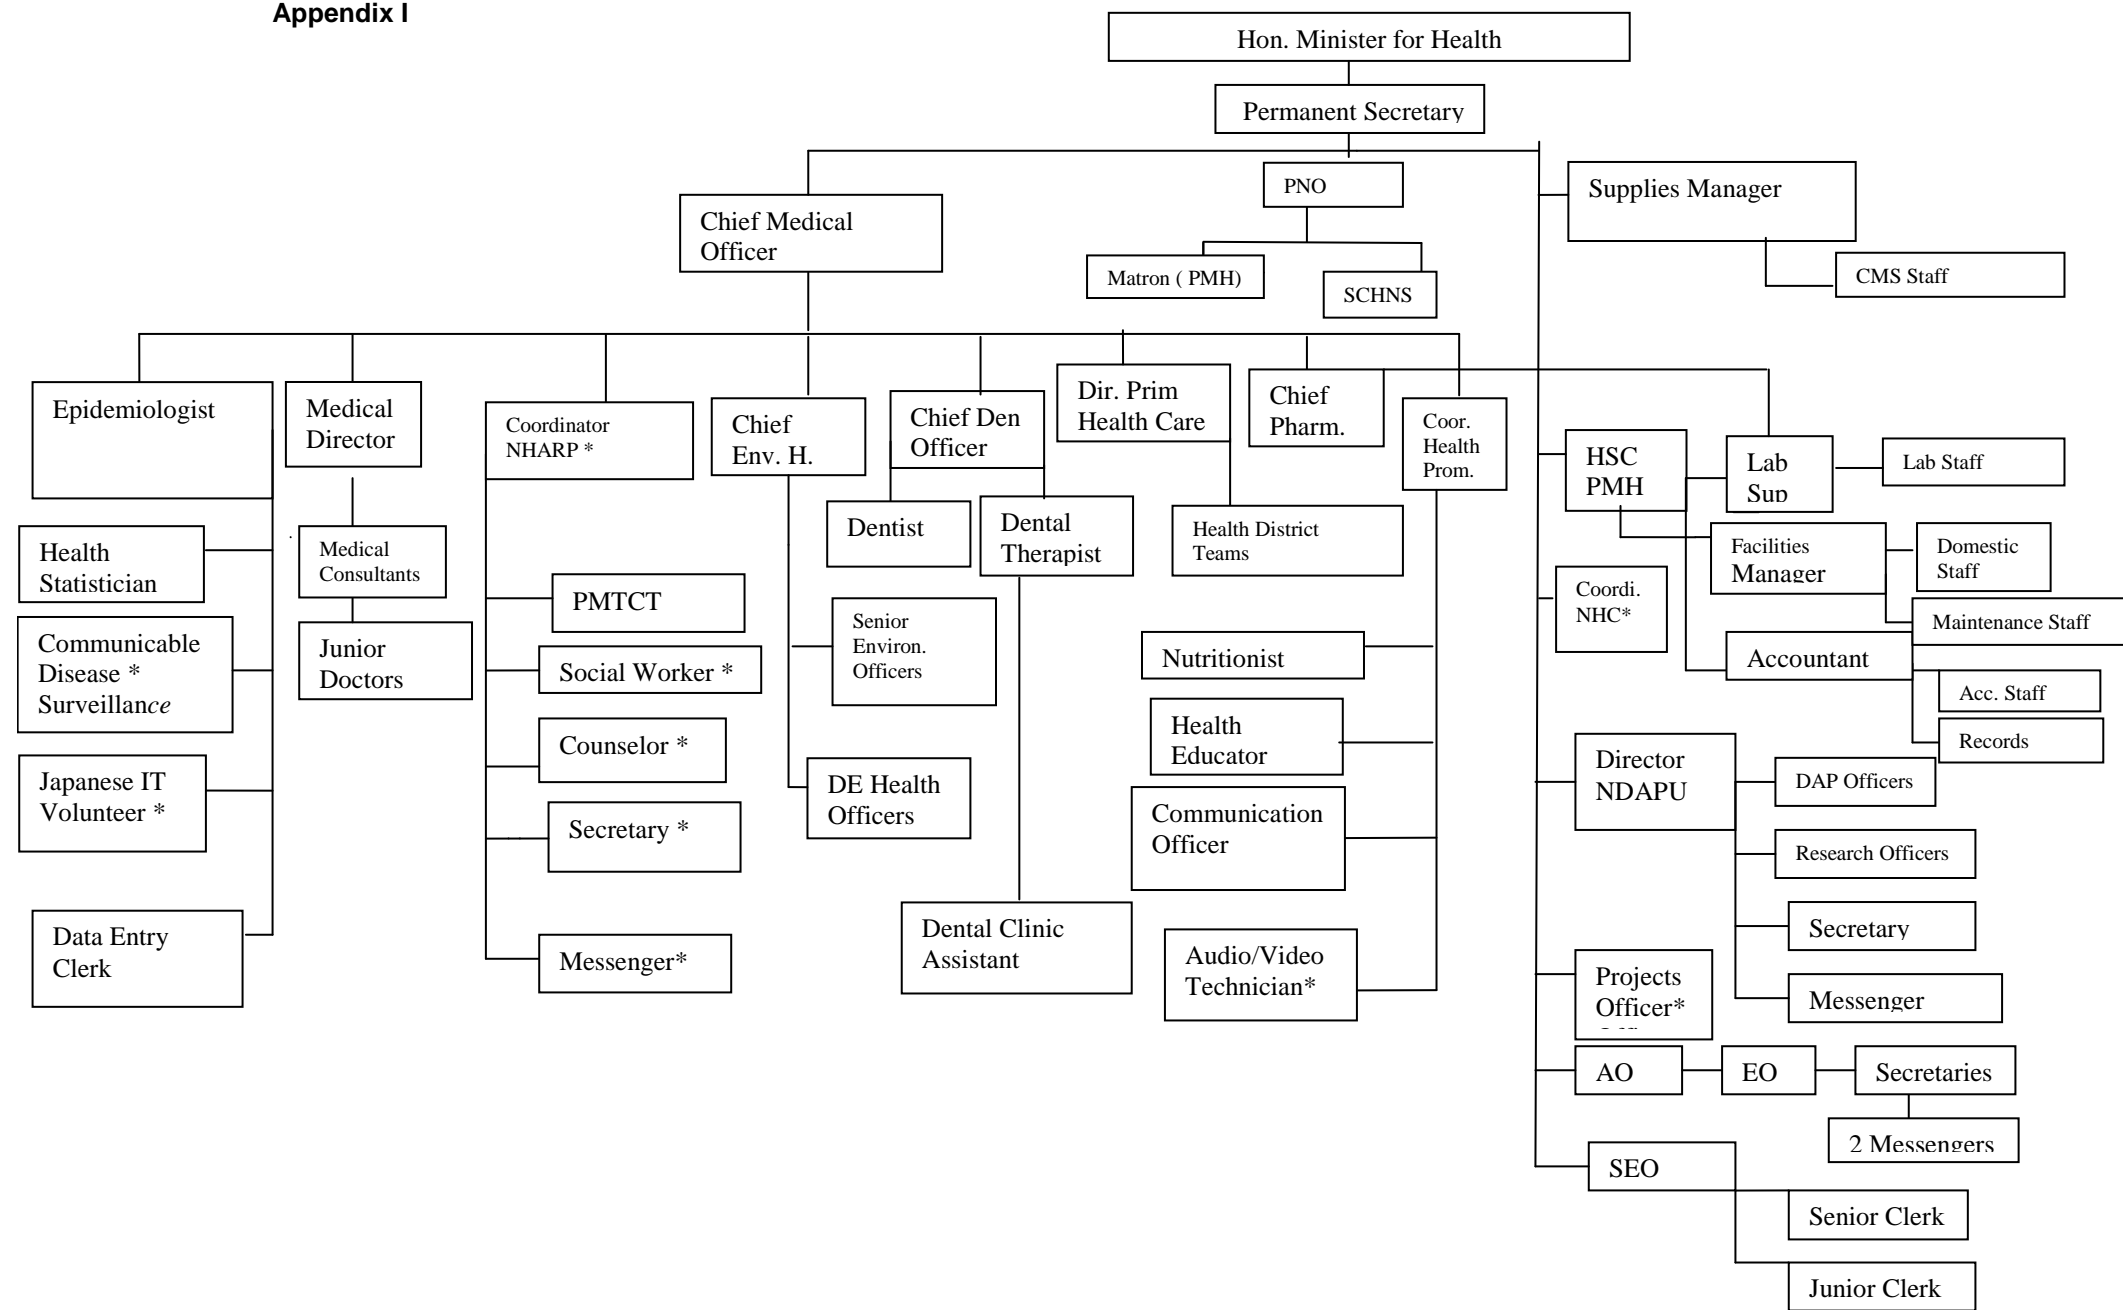 Appendix I
Hon. Minister for Health
Permanent Secretary
PNO
Supplies Manager
Chief Medical
Officer
Matron ( PMH)
SCHNS
CMS Staff
Epidemiologist
Medical
Director
Coordinator
NHARP *
Chief
Env. H.
Chief Den
Officer
Dir. Prim
Health Care
Chief
Pharm.
Coor.
Health
Prom.
HSC
PMH
Lab
Sup
Lab Staff
Health
Statistician
Medical
Consultants
Dentist
Dental
Therapist
Health District
Teams
Facilities
Manager
Domestic
Staff
Communicable
Disease *
Surveillance
Junior
Doctors
PMTCT
Social Worker *
Senior
Environ.
Officers
Nutritionist
Coordi.
NHC*
Maintenance Staff
Accountant
Acc. Staff
Records
Japanese IT
Volunteer *
Counselor *
DE Health
Officers
Health
Educator
Director
NDAPU
DAP Officers
Secretary *
Communication
Officer
Research Officers
Data Entry
Clerk
Messenger*
Dental Clinic
Assistant
Audio/Video
Technician*
Secretary
Projects
Officer*
Messenger
AO
EO
Secretaries
2 Messengers
SEO
Senior Clerk
Junior Clerk